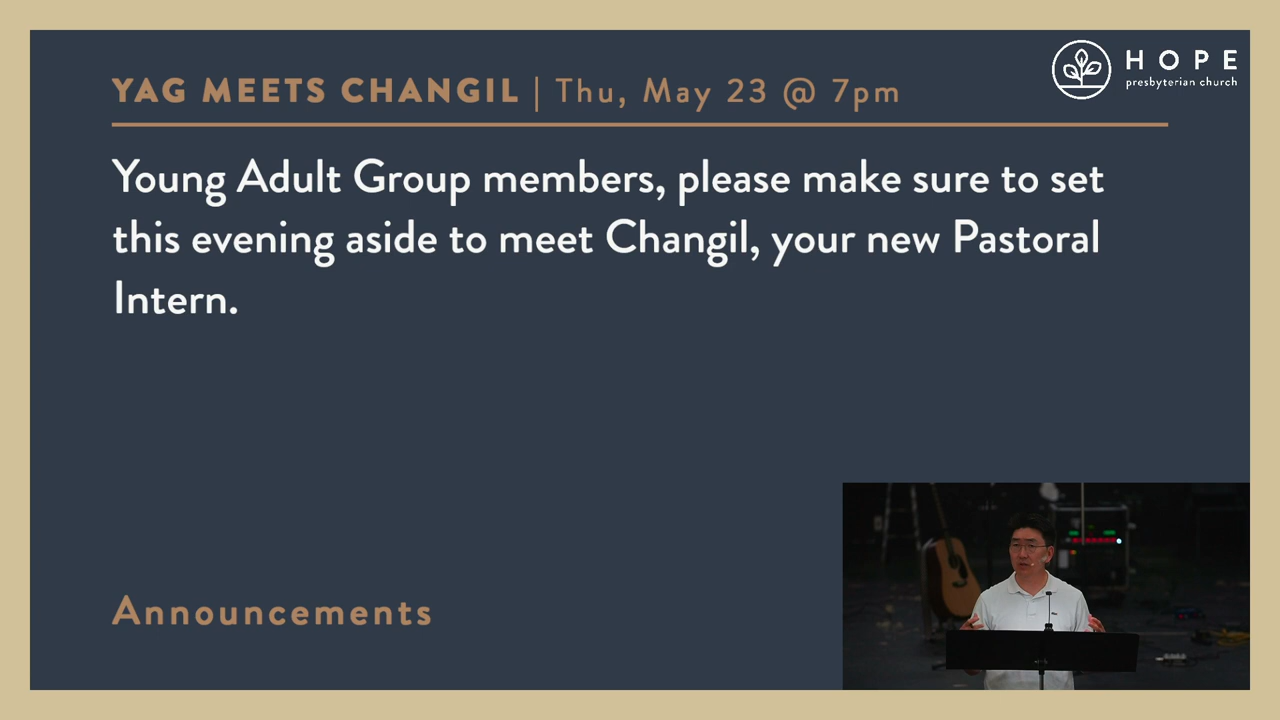 HOPE
presbyterian church
YAG MEETS CHANGIL | Thu, May 23 @ 7pm
Young Adult Group members, please make sure to set
this evening aside to meet Changil, your new Pastoral
Intern.
Announcements